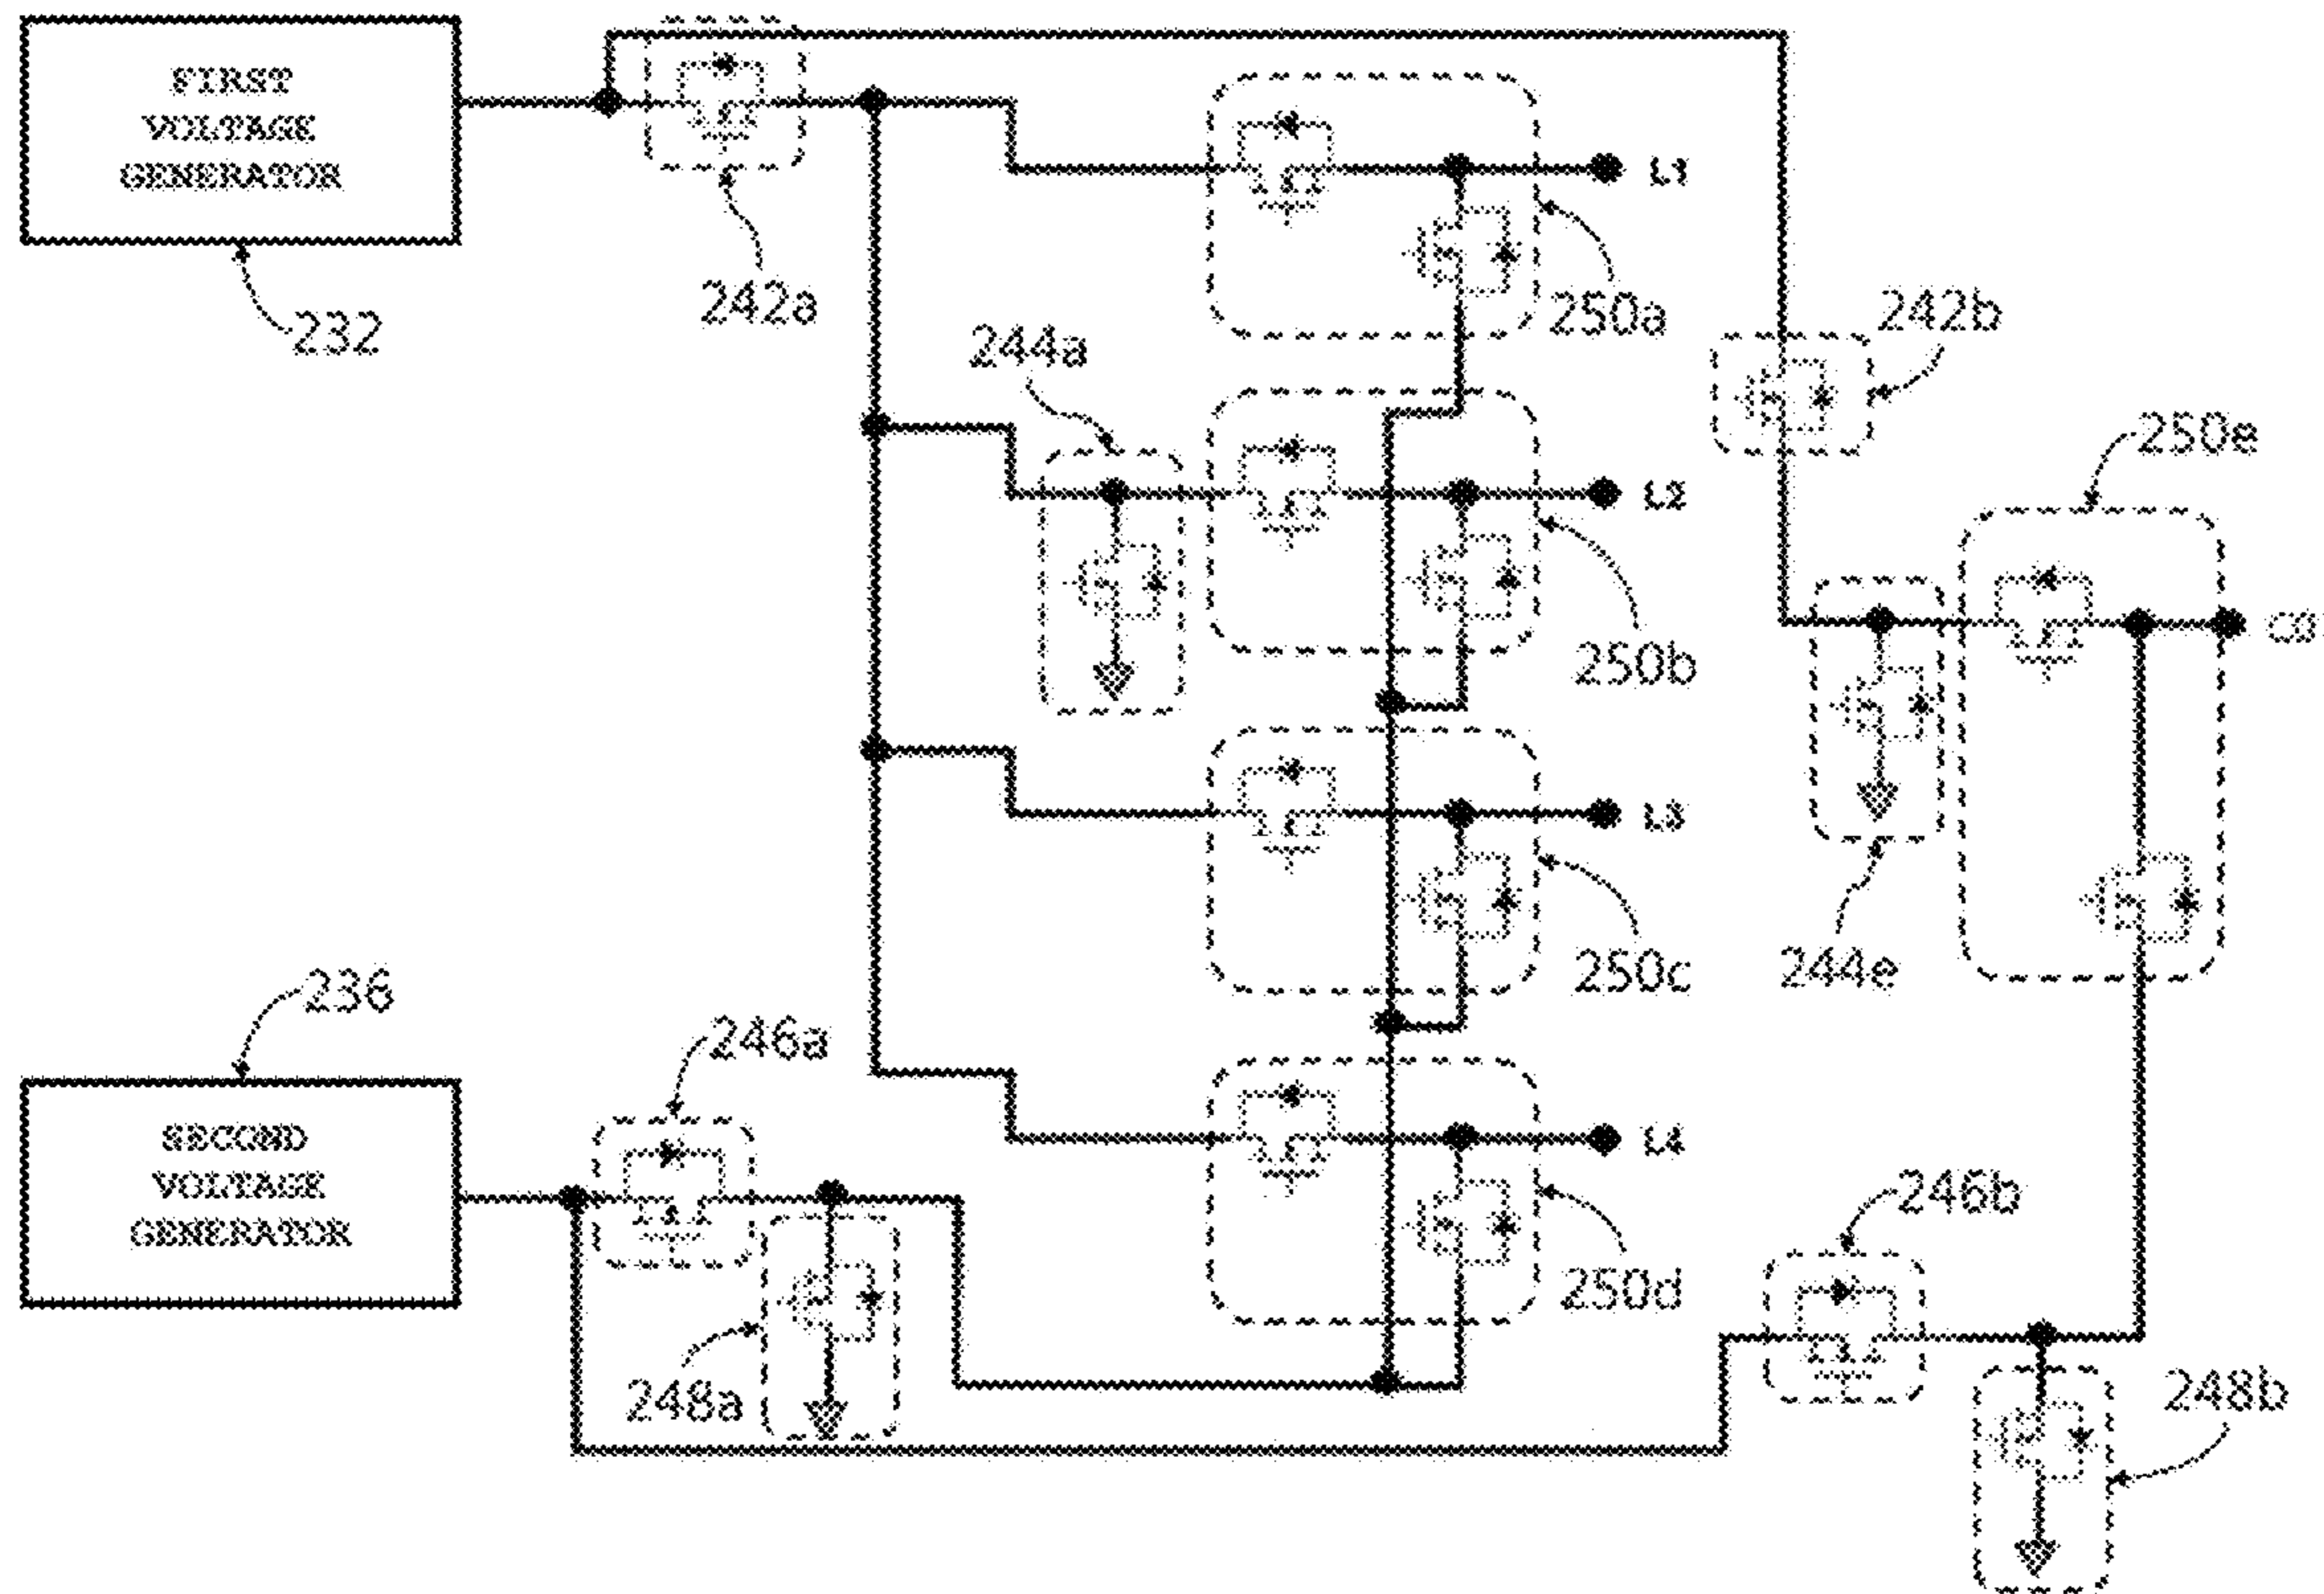 FIRST
VOLTAGE
GENERATOR
232
242a
L1
250a
242b
244a
250e
L2
250b
L3
250c
244e
236
246a
SECOND
VOLTAGE
GENERATOR
L4
246b
250d
248a
248b